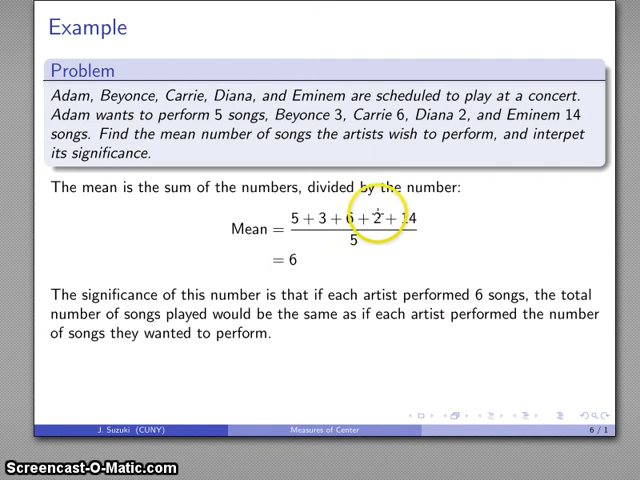 Example
Problem
Adam, Beyonce, Carrie, Diana, and Eminem are scheduled to play at a concert.
Adam wants to perform 5 songs, Beyonce 3, Carrie 6, Diana 2, and Eminem 14
songs. Find the mean number of songs the artists wish to perform, and interpet
its significance.
The mean is the sum of the numbers, divided by the number:
5 + 3 + 6 + 2 + 14
Mean =
5
= 6
The significance of this number is that if each artist performed 6 songs, the total
number of songs played would be the same as if each artist performed the number
of songs they wanted to perform.
J. Suzuki (CUNY) Measures of Center 6 / 1
Screencast-O-Matic.com